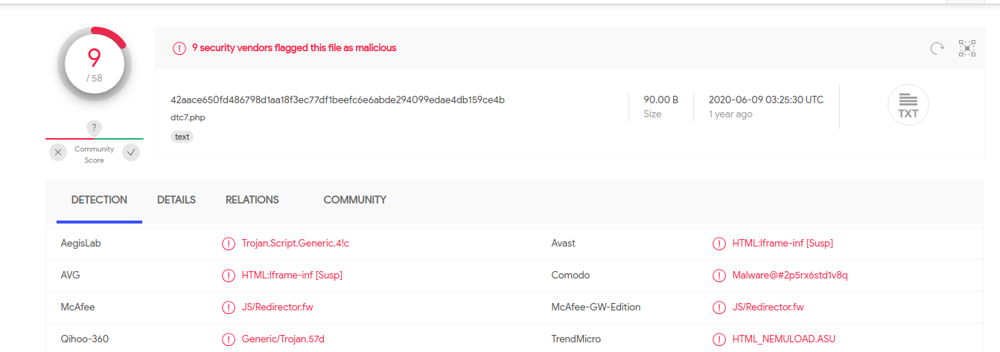 9
/ 58
?
Community
Score
9 security vendors flagged this file as malicious
42aace650fd486798d1aa18f3ec77df1beefc6e6abde294099edae4db159ce4b
dtc7.php
text
90.00 B
Size
2020-06-09 03:25:30 UTC
1 year ago
TXT
DETECTION DETAILS RELATIONS COMMUNITY
AegisLab Trojan.Script.Generic.4!c Avast HTML:Iframe-inf [Susp]
AVG HTML:Iframe-inf [Susp] Comodo Malware@#2p5rx6std1v8q
McAfee JS/Redirector.fw McAfee-GW-Edition JS/Redirector.fw
Qihoo-360 Generic/Trojan.57d TrendMicro HTML_NEMULOAD.ASU